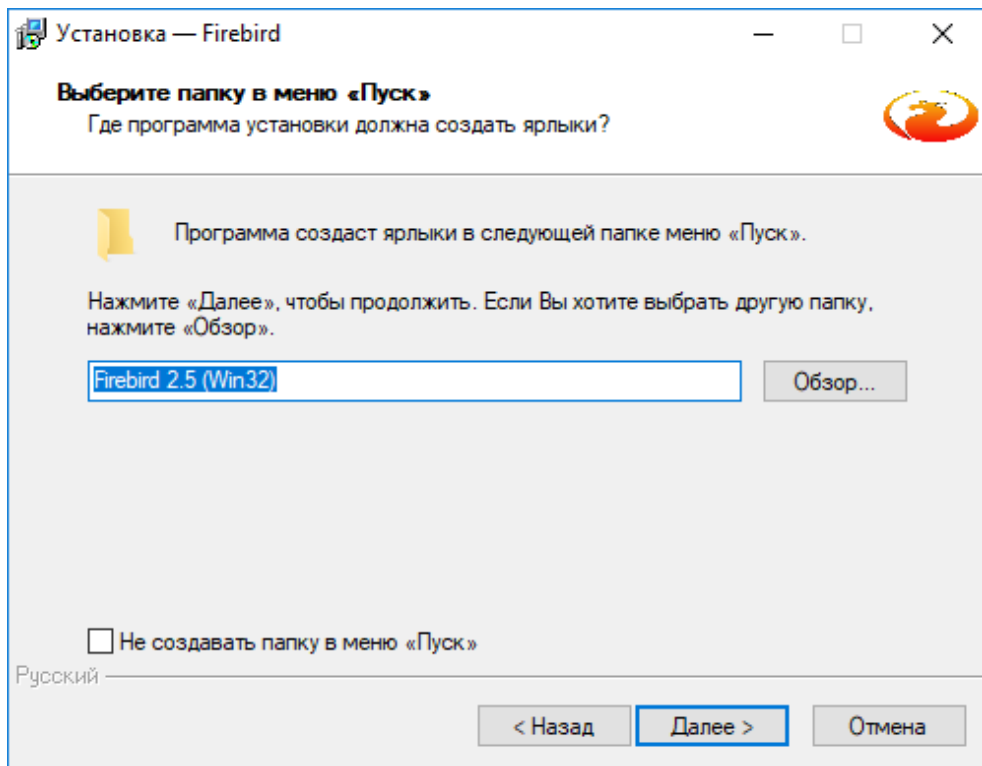 Установка — Firebird
Выберите папку в меню «Пуск»
Где программа установки должна создать ярлыки?
Программа создаст ярлыки в следующей папке меню «Пуск».
Нажмите «Далее», чтобы продолжить. Если Вы хотите выбрать другую папку,
нажмите «Обзор».
Firebird 2.5 (Win32)
Обзор...
Не создавать папку в меню «Пуск»
Русский
< Назад
Далее >
Отмена